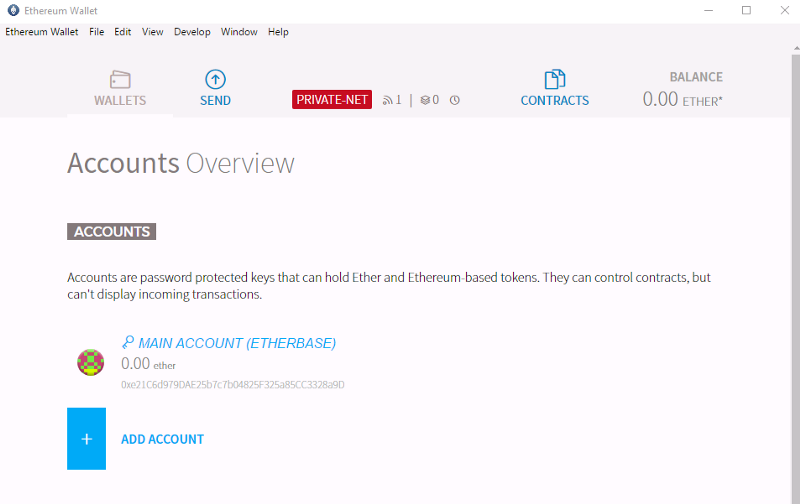 Ethereum Wallet
Ethereum Wallet File Edit View Develop Window Help
WALLETS
SEND
PRIVATE-NET 1 | 0
CONTRACTS
BALANCE
0.00 ETHER*
Accounts Overview
ACCOUNTS
Accounts are password protected keys that can hold Ether and Ethereum-based tokens. They can control contracts, but
can't display incoming transactions.
MAIN ACCOUNT (ETHERBASE)
0.00 ether
0xe21C6d979DAE25b7c7b04825F325a85CC3328a9D
+ ADD ACCOUNT